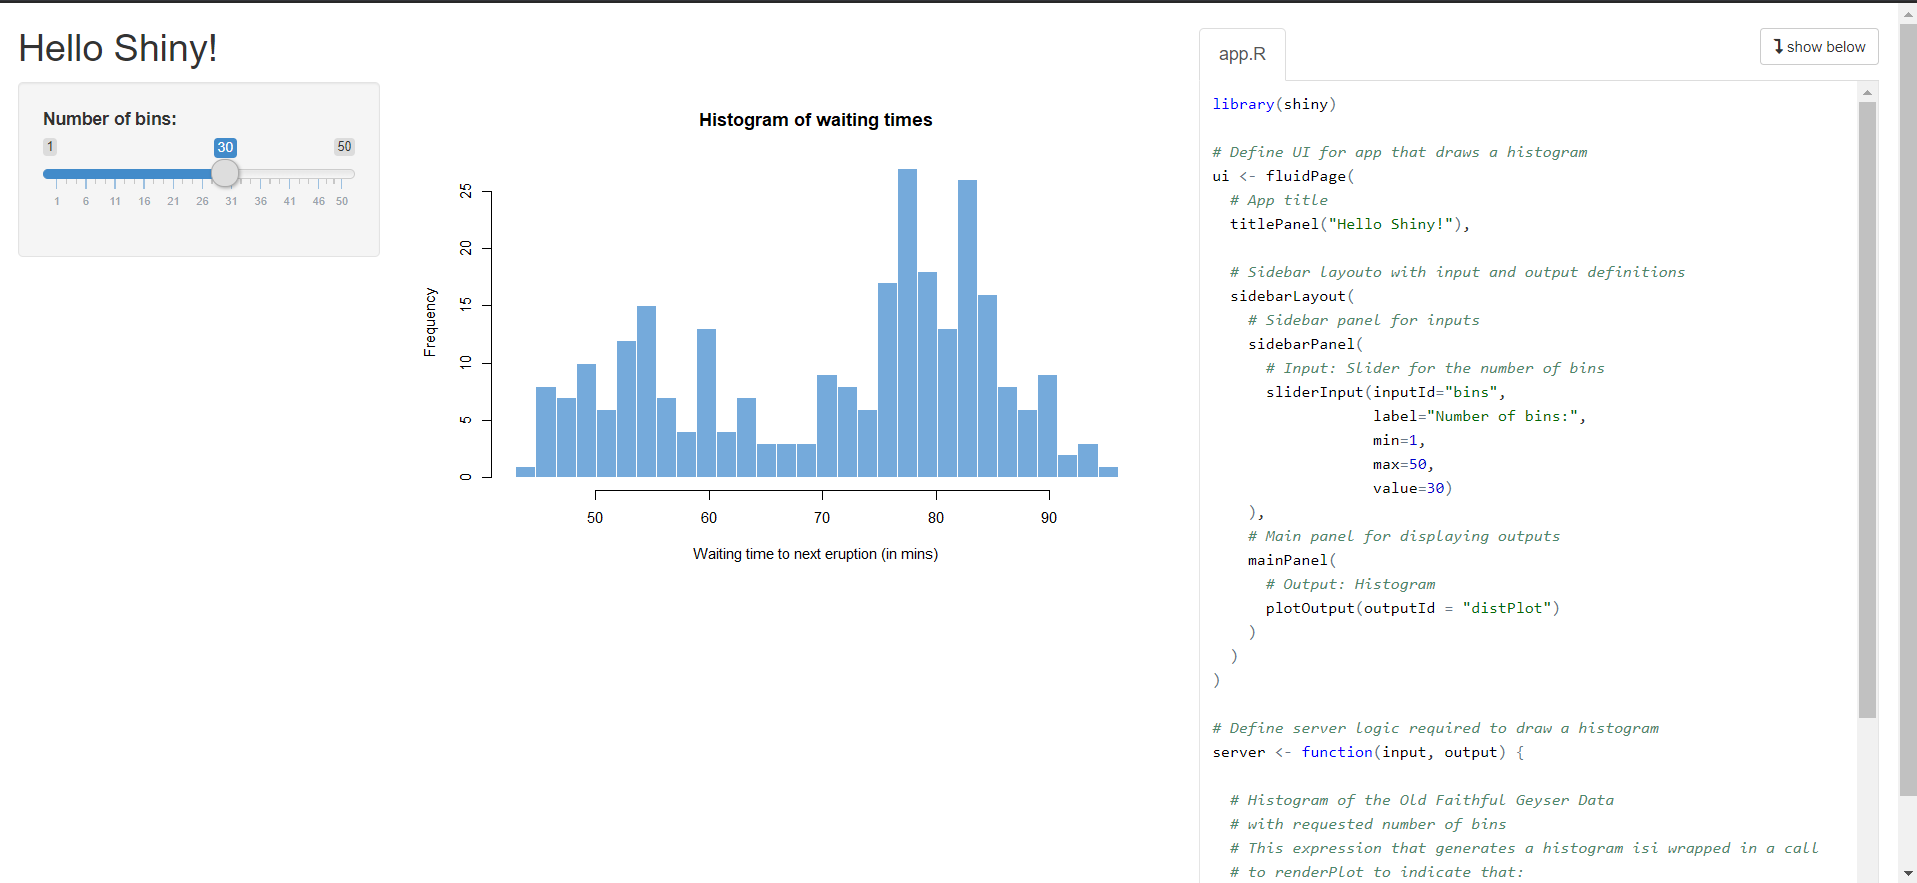 Hello Shiny!
Number of bins:
1 30 50
1 6 11 16 21 26 31 36 41 46 50
Histogram of waiting times
Frequency
25
20
15
10
5
0
50 60 70 80 90
Waiting time to next eruption (in mins)
app.R
show below
library(shiny)
# Define UI for app that draws a histogram
ui <- fluidPage(
  # App title
  titlePanel("Hello Shiny!"),
  # Sidebar layouto with input and output definitions
  sidebarLayout(
    # Sidebar panel for inputs
    sidebarPanel(
      # Input: Slider for the number of bins
      sliderInput(inputId="bins",
                  label="Number of bins:",
                  min=1,
                  max=50,
                  value=30)
    ),
    # Main panel for displaying outputs
    mainPanel(
      # Output: Histogram
      plotOutput(outputId = "distPlot")
    )
  )
)
# Define server logic required to draw a histogram
server <- function(input, output) {
  # Histogram of the Old Faithful Geyser Data
  # with requested number of bins
  # This expression that generates a histogram isi wrapped in a call
  # to renderPlot to indicate that: